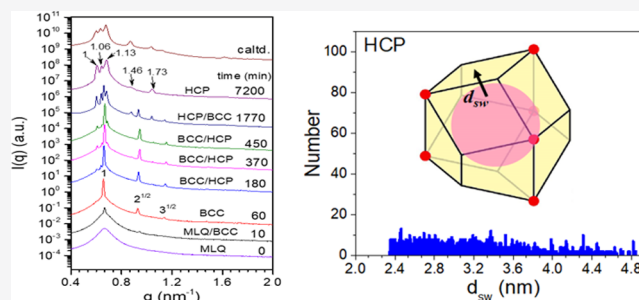 10^11
10^10
10^9
10^8
10^7
10^6
10^5
10^4
10^3
10^2
10^1
10^0
10^-1
10^-2
10^-3
10^-4
I(q) (a.u.)
caltd.
1 1.06 1.13 1.46 1.73
time (min)
HCP 7200
HCP/BCC 1770
BCC/HCP 450
BCC/HCP 370
BCC/HCP 180
1 2^1/2 3^1/2
BCC 60
MLQ/BCC 10
MLQ 0
0.4 0.8 1.2 1.6 2.0
q (nm^-1)
HCP
d_sw
Number
100
80
60
40
20
0
2.0 2.4 2.8 3.2 3.6 4.0 4.4 4.8
d_sw (nm)